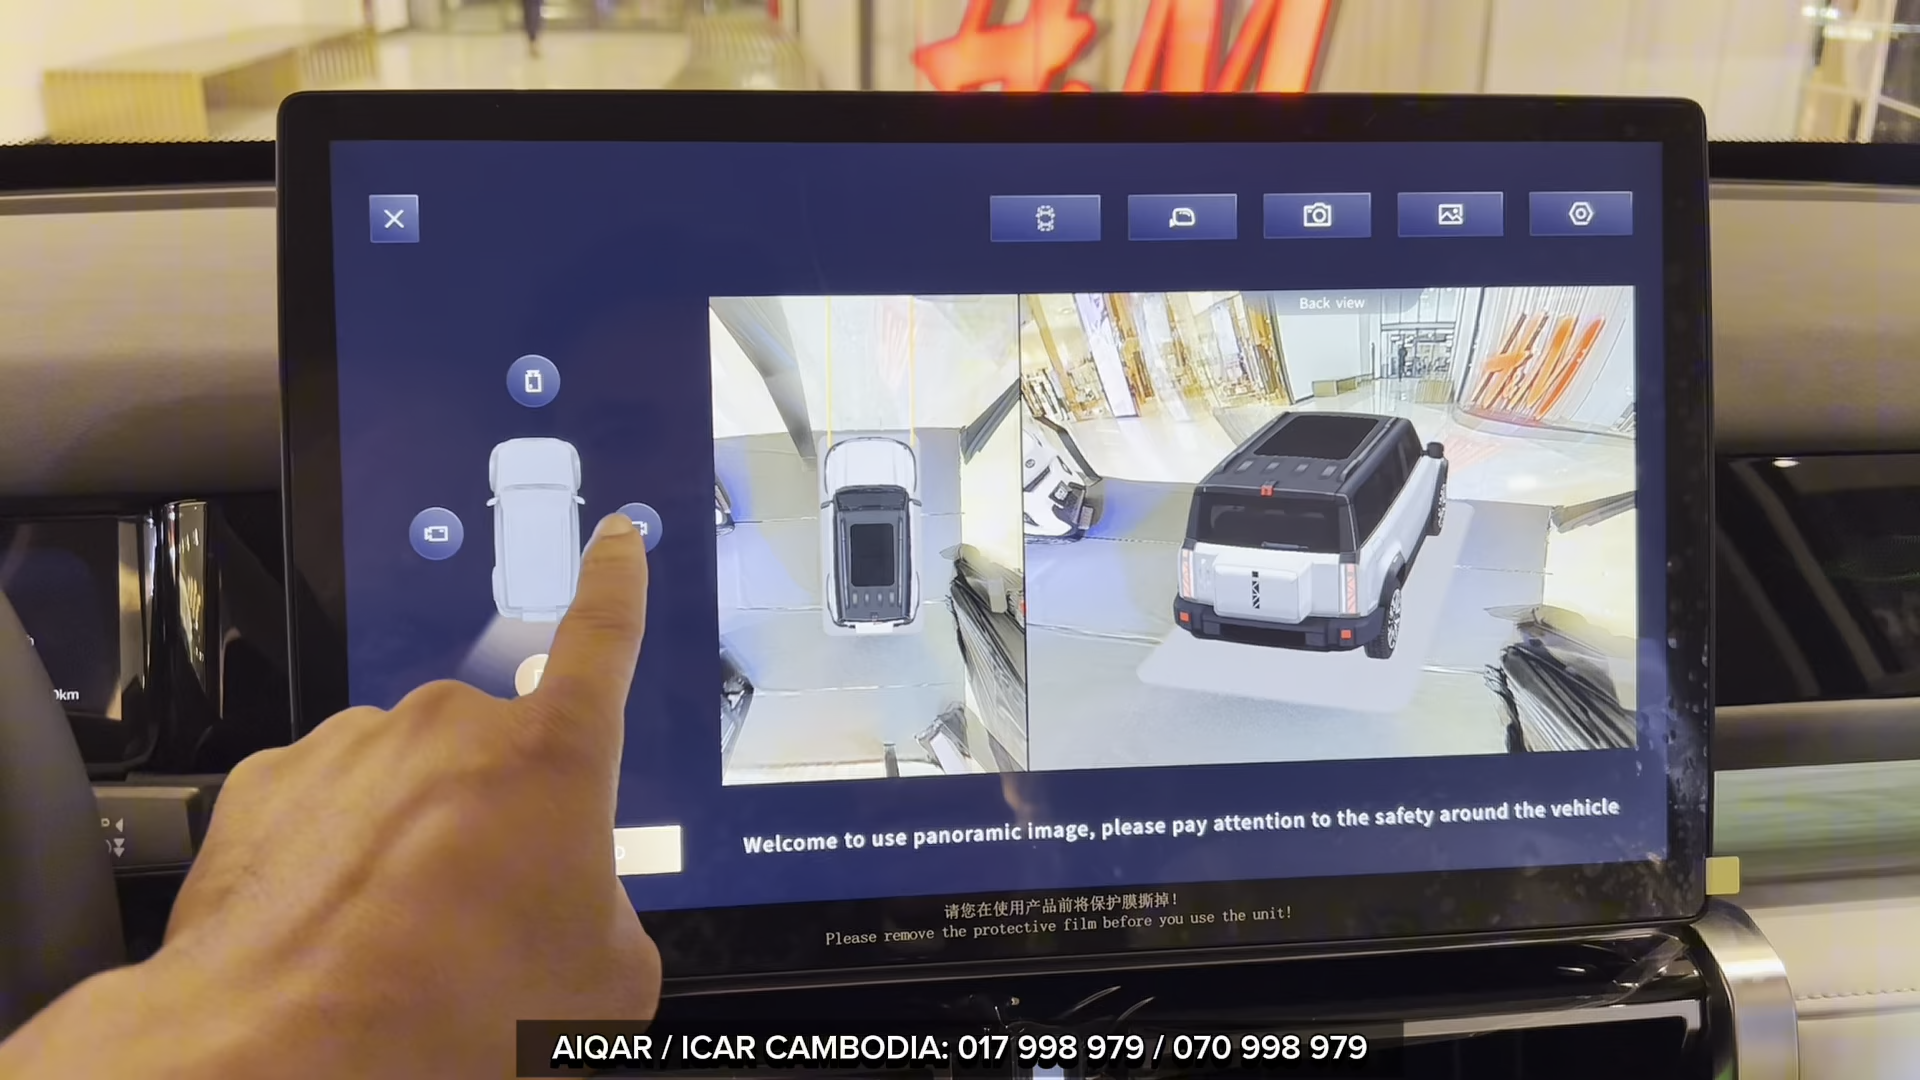 H&M
Back view
H&M
km
P
D
Welcome to use panoramic image, please pay attention to the safety around the vehicle
请您在使用产品前将保护膜撕掉!
Please remove the protective film before you use the unit!
AIQAR / ICAR CAMBODIA: 017 998 979 / 070 998 979